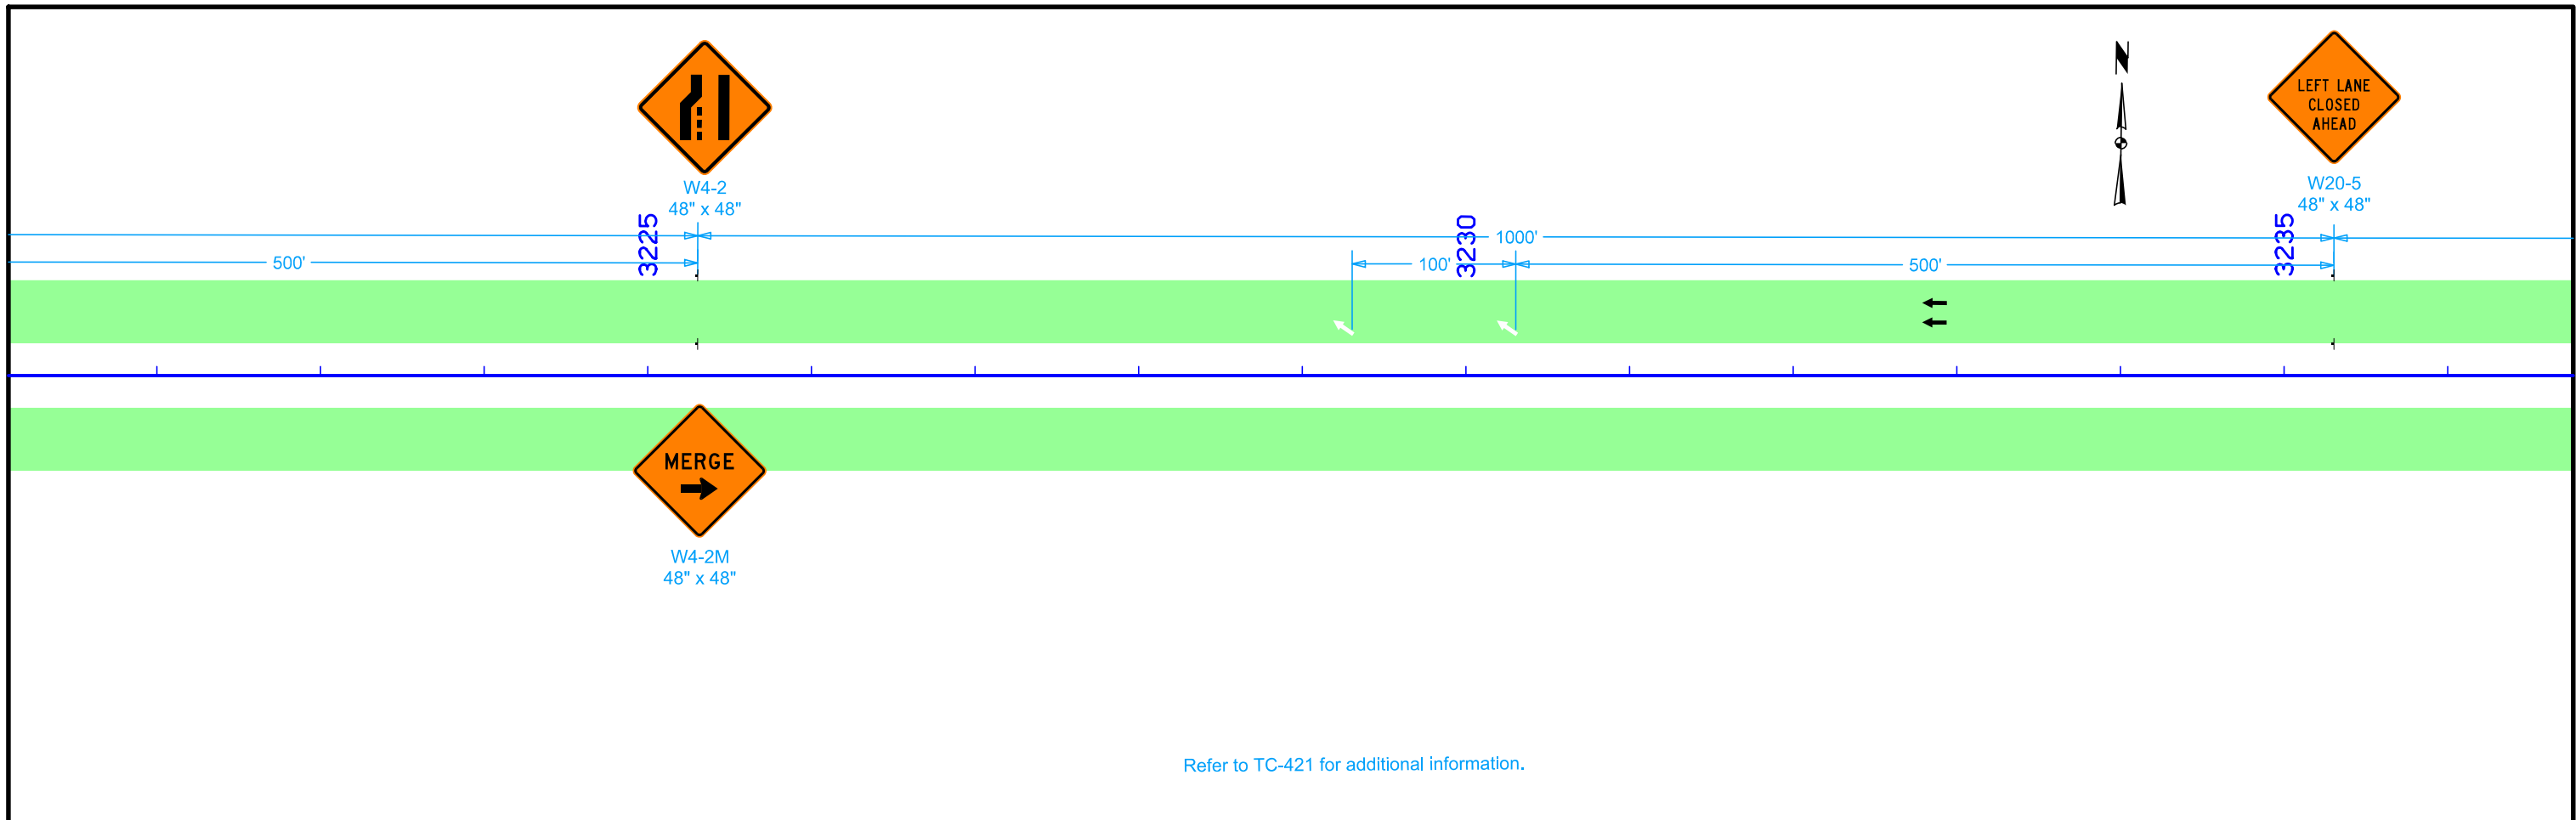 N
LEFT LANE
CLOSED
AHEAD
W4-2
48" x 48"
W20-5
48" x 48"
3225
3230
3235
1000'
500'
100'
500'
MERGE
W4-2M
48" x 48"
Refer to TC-421 for additional information.